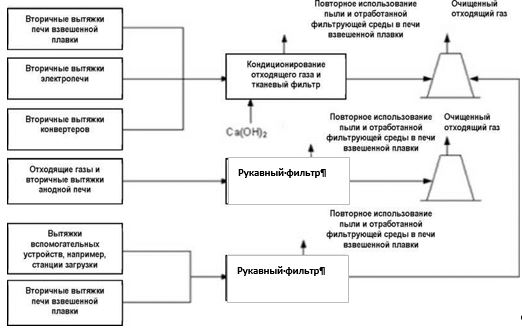 Вторичные вытяжки
печи взвешенной
плавки
Вторичные вытяжки
электропечи
Вторичные вытяжки
конвертеров
Отходящие газы и
вторичные вытяжки
анодной печи
Вытяжки
вспомогательных
устройств, например,
станции загрузки
Вторичные вытяжки
печи взвешенной
плавки
Повторное использование
пыли и отработанной
фильтрующей среды в печи
взвешенной плавки
Кондиционирование
отходящего газа и
тканевый фильтр
Ca(OH)2
Очищенный
отходящий газ
Повторное использование
пыли и отработанной
фильтрующей среды в печи
взвешенной плавки
Рукавный·фильтр¶
Очищенный
отходящий газ
Повторное использование
пыли и отработанной
фильтрующей среды в печи
взвешенной плавки
Рукавный·фильтр¶